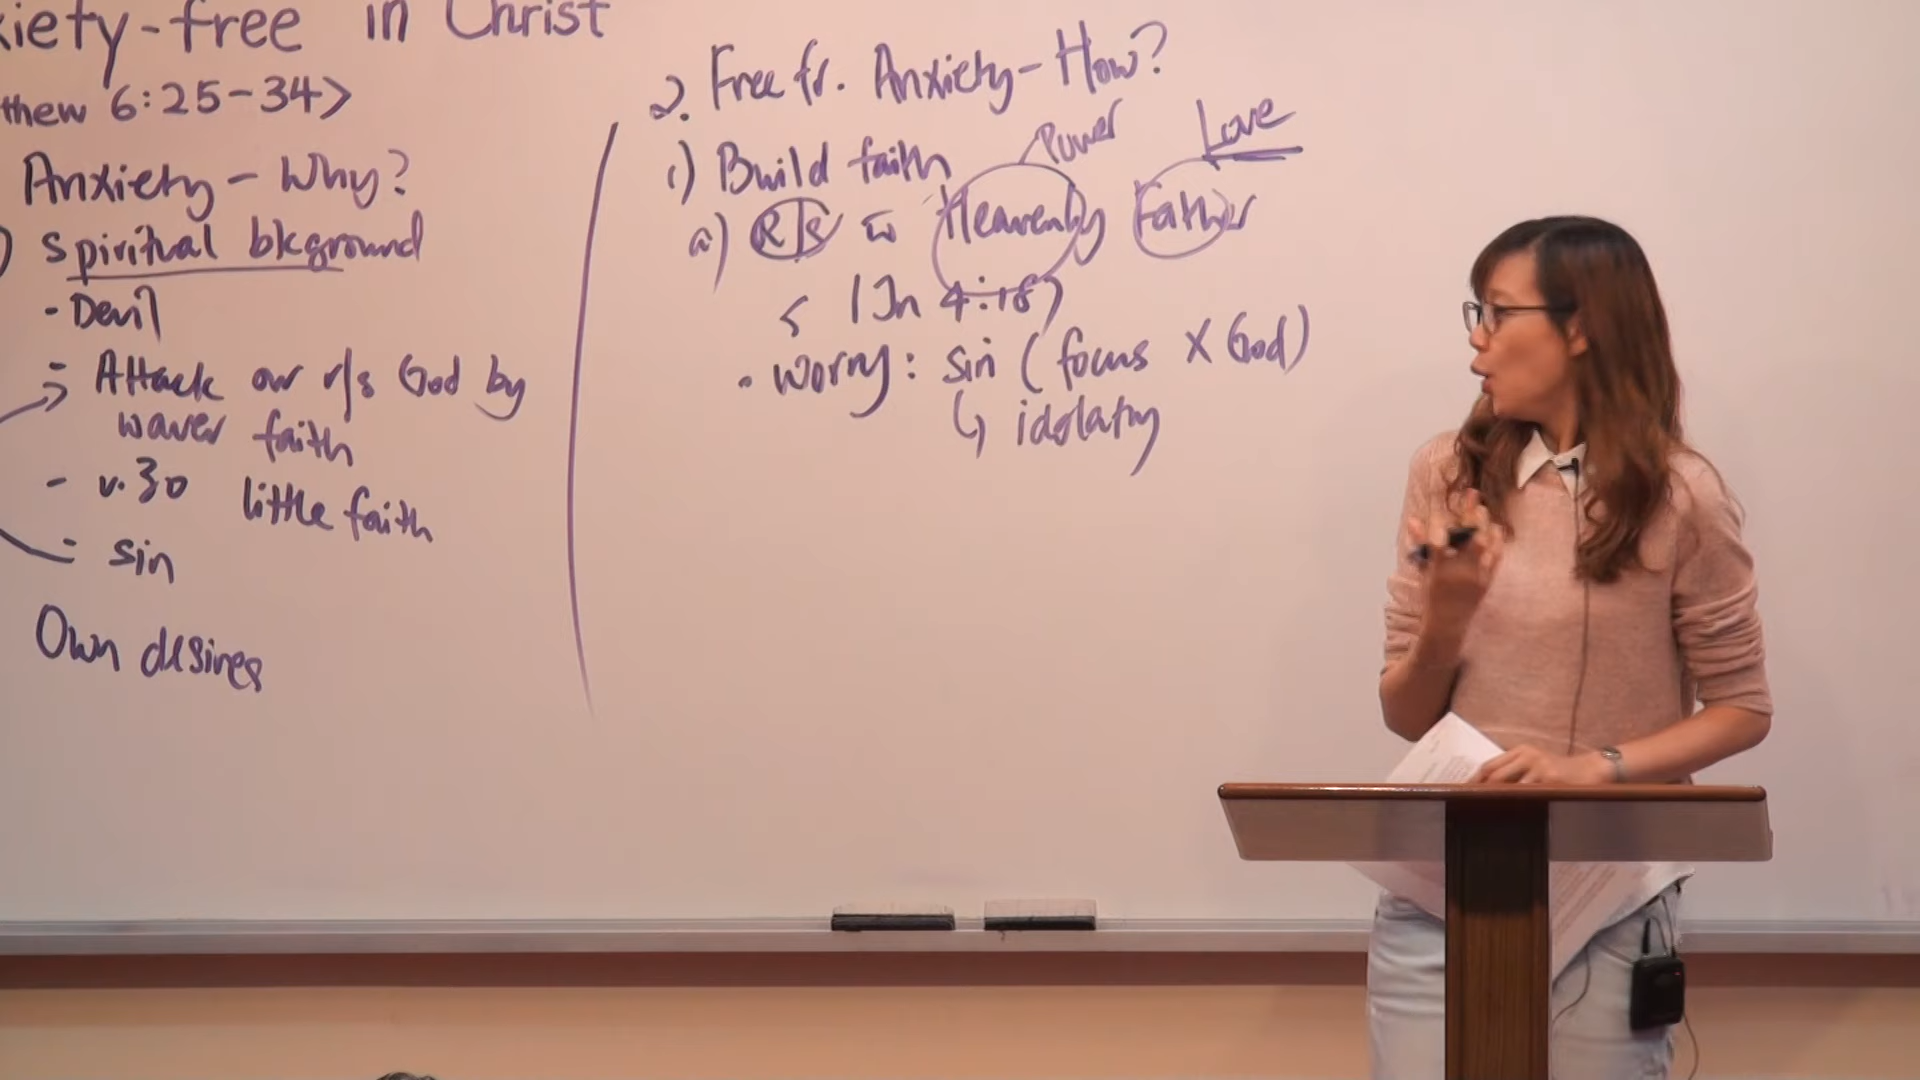 xiety-free in Christ
thew 6:25-34>
Anxiety - Why?
) Spiritual bkground
- Devil
- Attack our r/s God by
waver faith
- v.30 little faith
- sin
Own desires
2. Free fr. Anxiety - How?
1) Build faith
Power
Love
a) R/S w Heavenly Father
< 1Jn 4:18>
• worry: sin (focus X God)
↳ idolatry